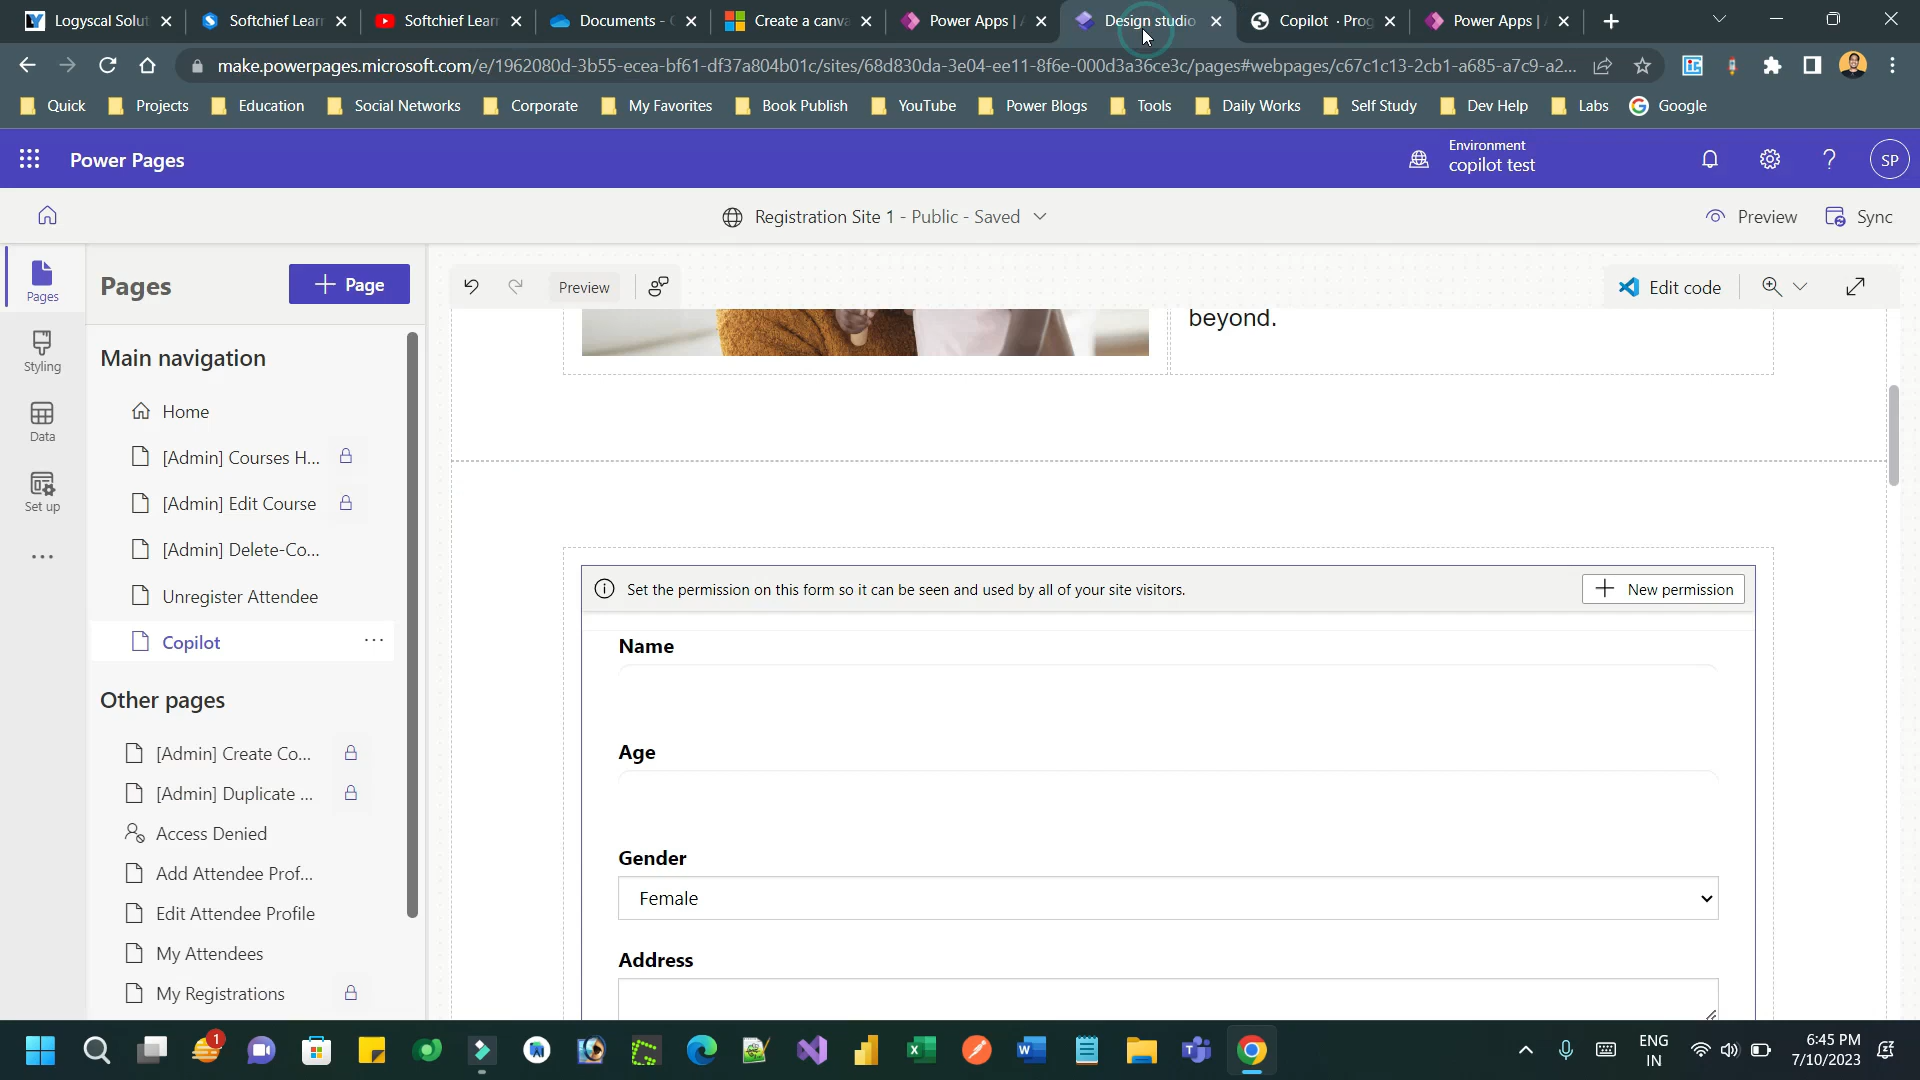 Logyscal Solut
Softchief Lear
Softchief Lear
Documents -
Create a canva
Power Apps |
Design studio
Copilot · Prog
Power Apps |
make.powerpages.microsoft.com/e/1962080d-3b55-ecea-bf61-df37a804b01c/sites/68d830da-3e04-ee11-8f6e-000d3a36ce3c/pages#webpages/c67c1c13-2cb1-a685-a7c9-a2...
Quick
Projects
Education
Social Networks
Corporate
My Favorites
Book Publish
YouTube
Power Blogs
Tools
Daily Works
Self Study
Dev Help
Labs
Google
Power Pages
Environment
copilot test
SP
Registration Site 1 - Public - Saved
Preview
Sync
Pages
Styling
Data
Set up
Pages
+ Page
Main navigation
Home
[Admin] Courses H...
[Admin] Edit Course
[Admin] Delete-Co...
Unregister Attendee
Copilot
Other pages
[Admin] Create Co...
[Admin] Duplicate ...
Access Denied
Add Attendee Prof...
Edit Attendee Profile
My Attendees
My Registrations
Preview
Edit code
beyond.
Set the permission on this form so it can be seen and used by all of your site visitors.
+ New permission
Name
Age
Gender
Female
Address
1
ENG
IN
6:45 PM
7/10/2023